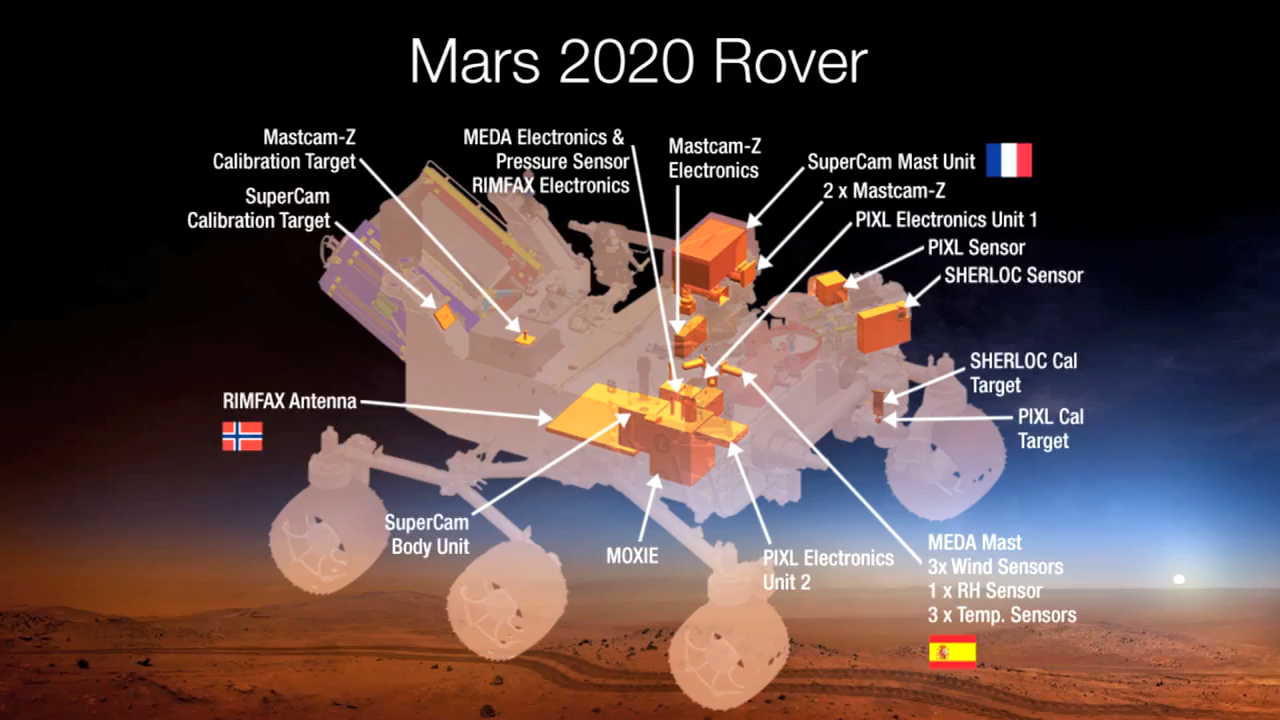 Mars 2020 Rover
Mastcam-Z
Calibration Target
SuperCam
Calibration Target
MEDA Electronics &
Pressure Sensor
RIMFAX Electronics
Mastcam-Z
Electronics
SuperCam Mast Unit
2 x Mastcam-Z
PIXL Electronics Unit 1
PIXL Sensor
SHERLOC Sensor
SHERLOC Cal
Target
PIXL Cal
Target
RIMFAX Antenna
SuperCam
Body Unit
MOXIE
PIXL Electronics
Unit 2
MEDA Mast
3x Wind Sensors
1 x RH Sensor
3 x Temp. Sensors